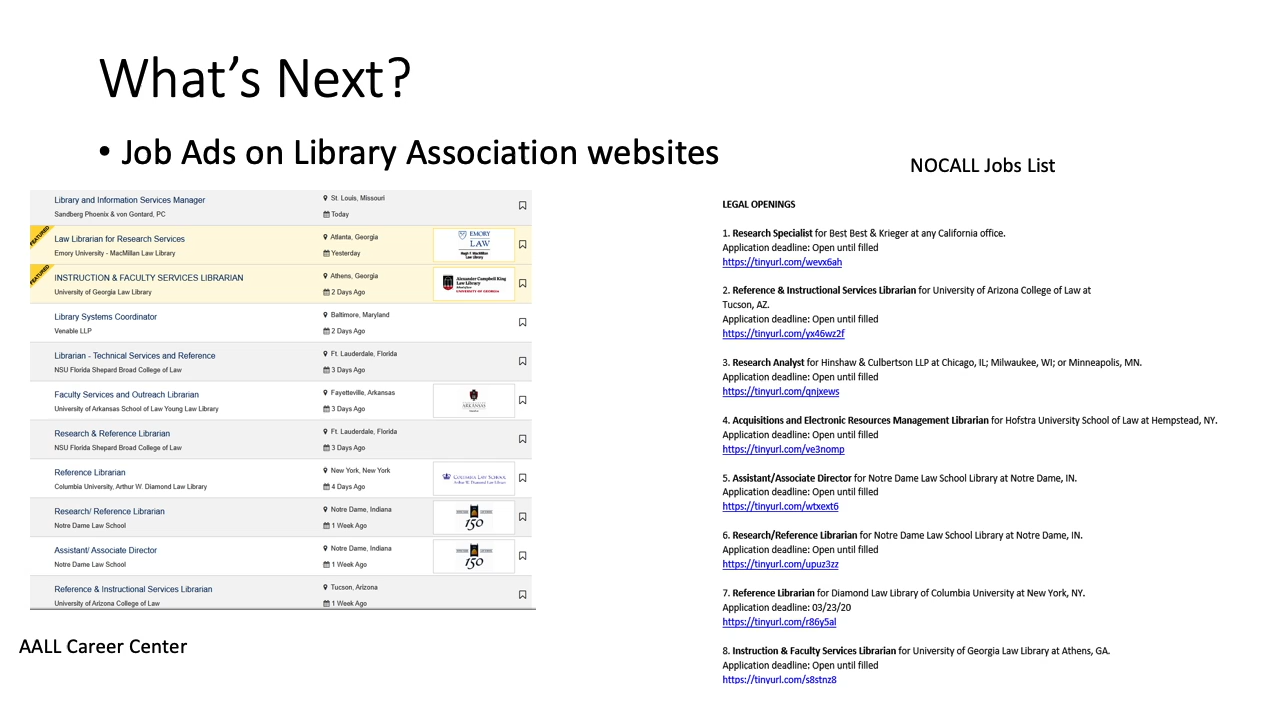 What's Next?
• Job Ads on Library Association websites
Library and Information Services Manager
Sandberg Phoenix & von Gontard, PC
St. Louis, Missouri
Today
FEATURED
Law Librarian for Research Services
Emory University - MacMillan Law Library
Atlanta, Georgia
Yesterday
EMORY
LAW
Hugh F. MacMillan
Law Library
FEATURED
INSTRUCTION & FACULTY SERVICES LIBRARIAN
University of Georgia Law Library
Athens, Georgia
2 Days Ago
Alexander Campbell King
Law Library
UNIVERSITY OF GEORGIA
Library Systems Coordinator
Venable LLP
Baltimore, Maryland
2 Days Ago
Librarian - Technical Services and Reference
NSU Florida Shepard Broad College of Law
Ft. Lauderdale, Florida
3 Days Ago
Faculty Services and Outreach Librarian
University of Arkansas School of Law Young Law Library
Fayetteville, Arkansas
3 Days Ago
ARKANSAS
Research & Reference Librarian
NSU Florida Shepard Broad College of Law
Ft. Lauderdale, Florida
3 Days Ago
Reference Librarian
Columbia University, Arthur W. Diamond Law Library
New York, New York
4 Days Ago
COLUMBIA LAW SCHOOL
Arthur W. Diamond Law Library
Research/ Reference Librarian
Notre Dame Law School
Notre Dame, Indiana
1 Week Ago
150
Assistant/ Associate Director
Notre Dame Law School
Notre Dame, Indiana
1 Week Ago
150
Reference & Instructional Services Librarian
University of Arizona College of Law
Tucson, Arizona
1 Week Ago
AALL Career Center
NOCALL Jobs List
LEGAL OPENINGS
1. Research Specialist for Best Best & Krieger at any California office.
Application deadline: Open until filled
https://tinyurl.com/wevx6ah
2. Reference & Instructional Services Librarian for University of Arizona College of Law at
Tucson, AZ.
Application deadline: Open until filled
https://tinyurl.com/yx46wz2f
3. Research Analyst for Hinshaw & Culbertson LLP at Chicago, IL; Milwaukee, WI; or Minneapolis, MN.
Application deadline: Open until filled
https://tinyurl.com/qnjxews
4. Acquisitions and Electronic Resources Management Librarian for Hofstra University School of Law at Hempstead, NY.
Application deadline: Open until filled
https://tinyurl.com/ve3nomp
5. Assistant/Associate Director for Notre Dame Law School Library at Notre Dame, IN.
Application deadline: Open until filled
https://tinyurl.com/wtxext6
6. Research/Reference Librarian for Notre Dame Law School Library at Notre Dame, IN.
Application deadline: Open until filled
https://tinyurl.com/upuz3zz
7. Reference Librarian for Diamond Law Library of Columbia University at New York, NY.
Application deadline: 03/23/20
https://tinyurl.com/r86y5al
8. Instruction & Faculty Services Librarian for University of Georgia Law Library at Athens, GA.
Application deadline: Open until filled
https://tinyurl.com/s8stnz8